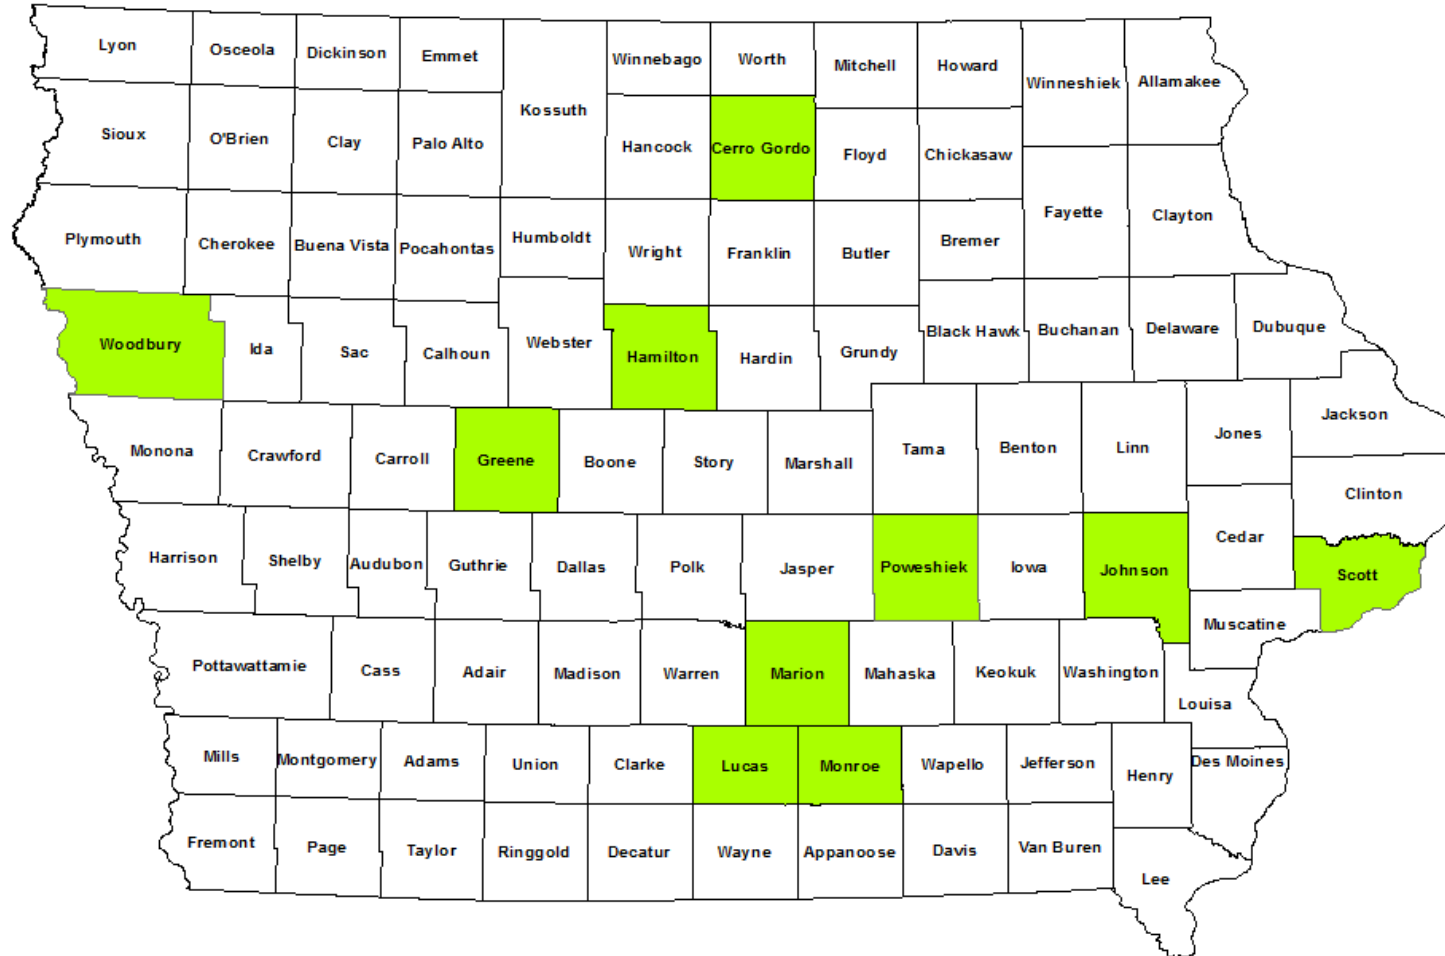 Lyon
Osceola
Dickinson
Emmet
Kossuth
Winnebago
Worth
Mitchell
Howard
Winneshiek
Allamakee
Sioux
O'Brien
Clay
Palo Alto
Hancock
Cerro Gordo
Floyd
Chickasaw
Fayette
Clayton
Plymouth
Cherokee
Buena Vista
Pocahontas
Humboldt
Wright
Franklin
Butler
Bremer
Woodbury
Ida
Sac
Calhoun
Webster
Hamilton
Hardin
Grundy
Black Hawk
Buchanan
Delaware
Dubuque
Monona
Crawford
Carroll
Greene
Boone
Story
Marshall
Tama
Benton
Linn
Jones
Jackson
Clinton
Harrison
Shelby
Audubon
Guthrie
Dallas
Polk
Jasper
Poweshiek
Iowa
Johnson
Cedar
Scott
Muscatine
Pottawattamie
Cass
Adair
Madison
Warren
Marion
Mahaska
Keokuk
Washington
Louisa
Mills
Montgomery
Adams
Union
Clarke
Lucas
Monroe
Wapello
Jefferson
Henry
Des Moines
Fremont
Page
Taylor
Ringgold
Decatur
Wayne
Appanoose
Davis
Van Buren
Lee